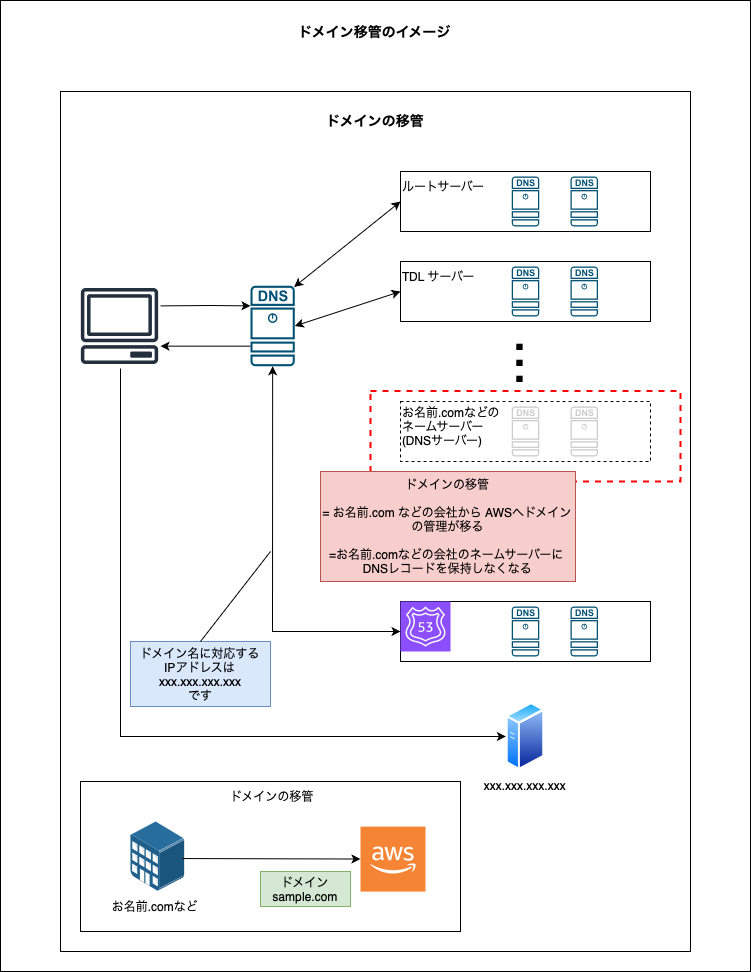 ドメイン移管のイメージ
ドメインの移管
ルートサーバー
DNS DNS
TDL サーバー
DNS DNS
DNS
お名前.comなどの
ネームサーバー
(DNSサーバー)
DNS DNS
ドメインの移管
= お名前.com などの会社から AWSへドメイン
の管理が移る
=お名前.comなどの会社のネームサーバーに
DNSレコードを保持しなくなる
53
DNS DNS
ドメイン名に対応する
IPアドレスは
xxx.xxx.xxx.xxx
です
xxx.xxx.xxx.xxx
ドメインの移管
お名前.comなど
ドメイン
sample.com
aws